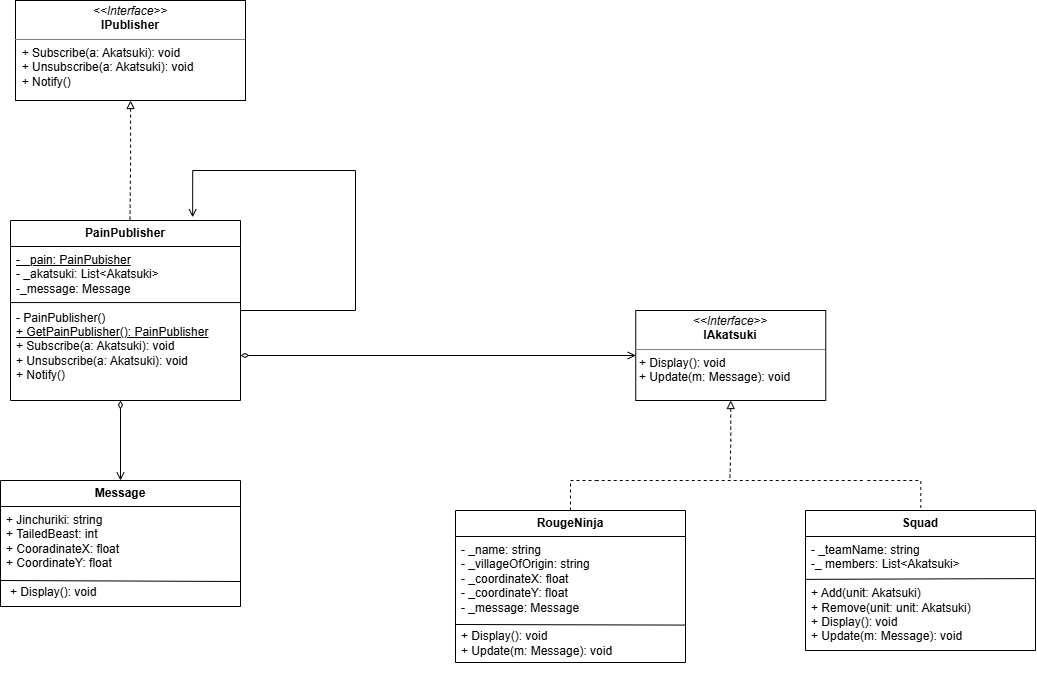 <<Interface>>
IPublisher
+ Subscribe(a: Akatsuki): void
+ Unsubscribe(a: Akatsuki): void
+ Notify()
PainPublisher
- _pain: PainPubisher
- _akatsuki: List<Akatsuki>
-_message: Message
- PainPublisher()
+ GetPainPublisher(): PainPublisher
+ Subscribe(a: Akatsuki): void
+ Unsubscribe(a: Akatsuki): void
+ Notify()
<<Interface>>
IAkatsuki
+ Display(): void
+ Update(m: Message): void
Message
+ Jinchuriki: string
+ TailedBeast: int
+ CooradinateX: float
+ CoordinateY: float
+ Display(): void
RougeNinja
- _name: string
- _villageOfOrigin: string
- _coordinateX: float
- _coordinateY: float
- _message: Message
+ Display(): void
+ Update(m: Message): void
Squad
- _teamName: string
-_ members: List<Akatsuki>
+ Add(unit: Akatsuki)
+ Remove(unit: unit: Akatsuki)
+ Display(): void
+ Update(m: Message): void